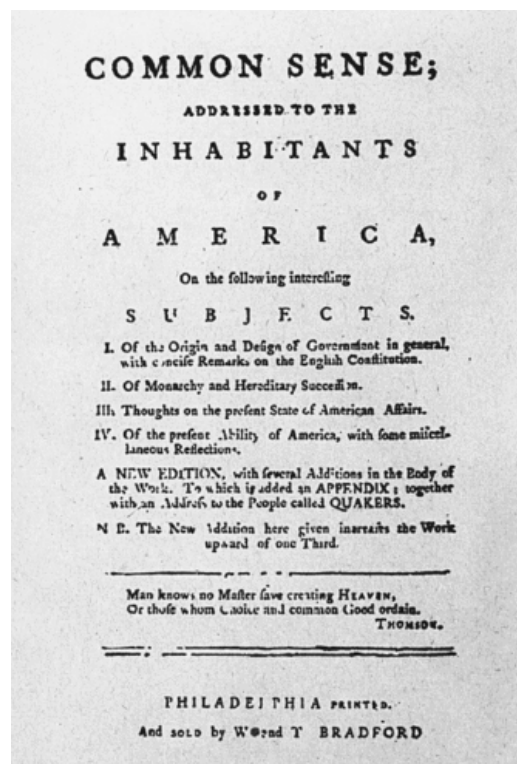 COMMON SENSE;
ADDRESSED TO THE
INHABITANTS
OF
AMERICA,
On the following intereſting
SUBJECTS.
I. Of the Origin and Deſign of Government in general,
with conciſe Remarks on the Engliſh Conſtitution.
II. Of Monarchy and Hereditary Succeſſion.
III. Thoughts on the preſent State of American Affairs.
IV. Of the preſent Ability of America, with ſome miſcel-
laneous Reflections.
A NEW EDITION, with ſeveral Additions in the Body of
the Work. To which is added an APPENDIX; together
with an Addreſs to the People called QUAKERS.
N B. The New Addition here given increaſes the Work
upward of one Third.
Man knows no Maſter ſave creating HEAVEN,
Or thoſe whom Choice and common Good ordain.
THOMSON.
PHILADELPHIA PRINTED.
And SOLD by W and T BRADFORD